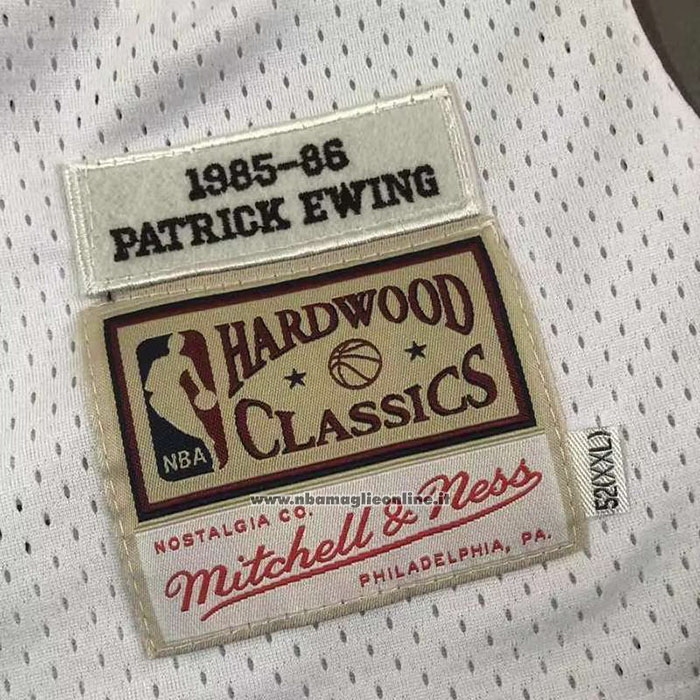 1985-86
PATRICK EWING
HARDWOOD
CLASSICS
NBA
52(XXL)
www.nbamaglieonline.it
NOSTALGIA CO.
Mitchell & Ness
PHILADELPHIA, PA.